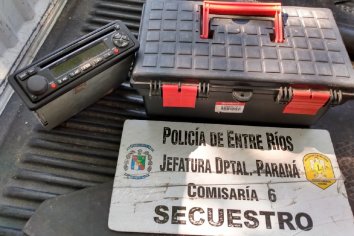 POLICÍA DE ENTRE RÍOS
JEFATURA DPTAL. PARANÁ
COMISARÍA 6
SECUESTRO